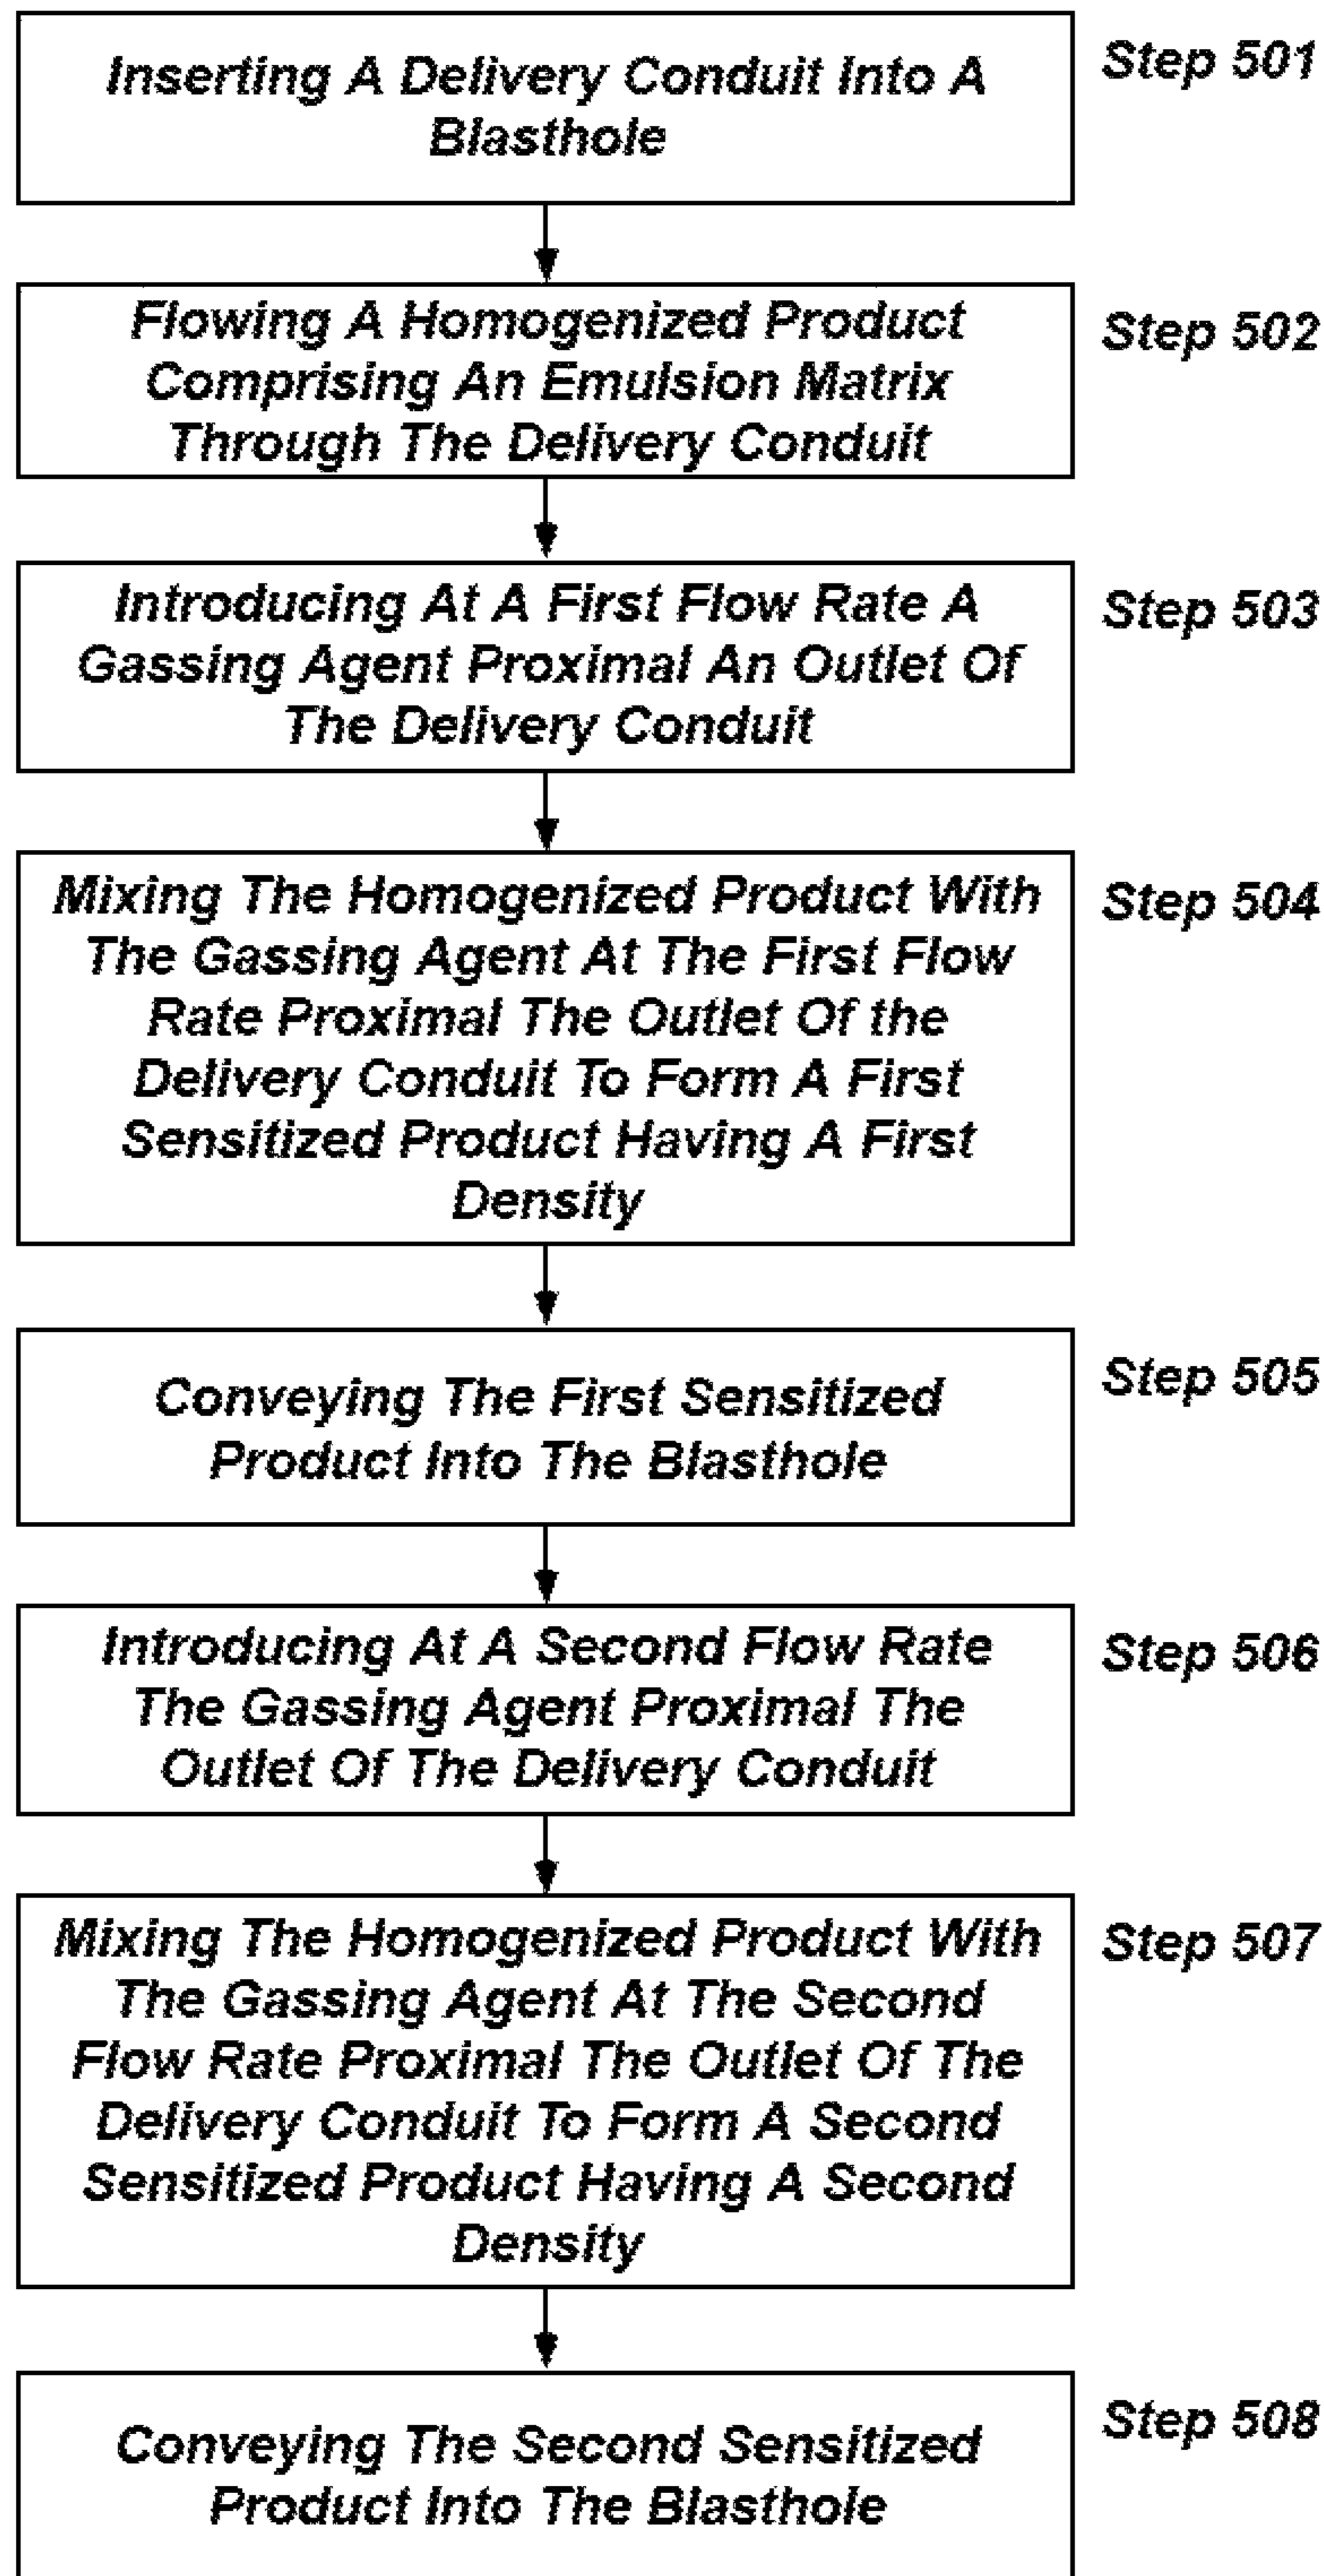 Inserting A Delivery Conduit Into A
Blasthole
Step 501
Flowing A Homogenized Product
Comprising An Emulsion Matrix
Through The Delivery Conduit
Step 502
Introducing At A First Flow Rate A
Gassing Agent Proximal An Outlet Of
The Delivery Conduit
Step 503
Mixing The Homogenized Product With
The Gassing Agent At The First Flow
Rate Proximal The Outlet Of the
Delivery Conduit To Form A First
Sensitized Product Having A First
Density
Step 504
Conveying The First Sensitized
Product Into The Blasthole
Step 505
Introducing At A Second Flow Rate
The Gassing Agent Proximal The
Outlet Of The Delivery Conduit
Step 506
Mixing The Homogenized Product With
The Gassing Agent At The Second
Flow Rate Proximal The Outlet Of The
Delivery Conduit To Form A Second
Sensitized Product Having A Second
Density
Step 507
Conveying The Second Sensitized
Product Into The Blasthole
Step 508